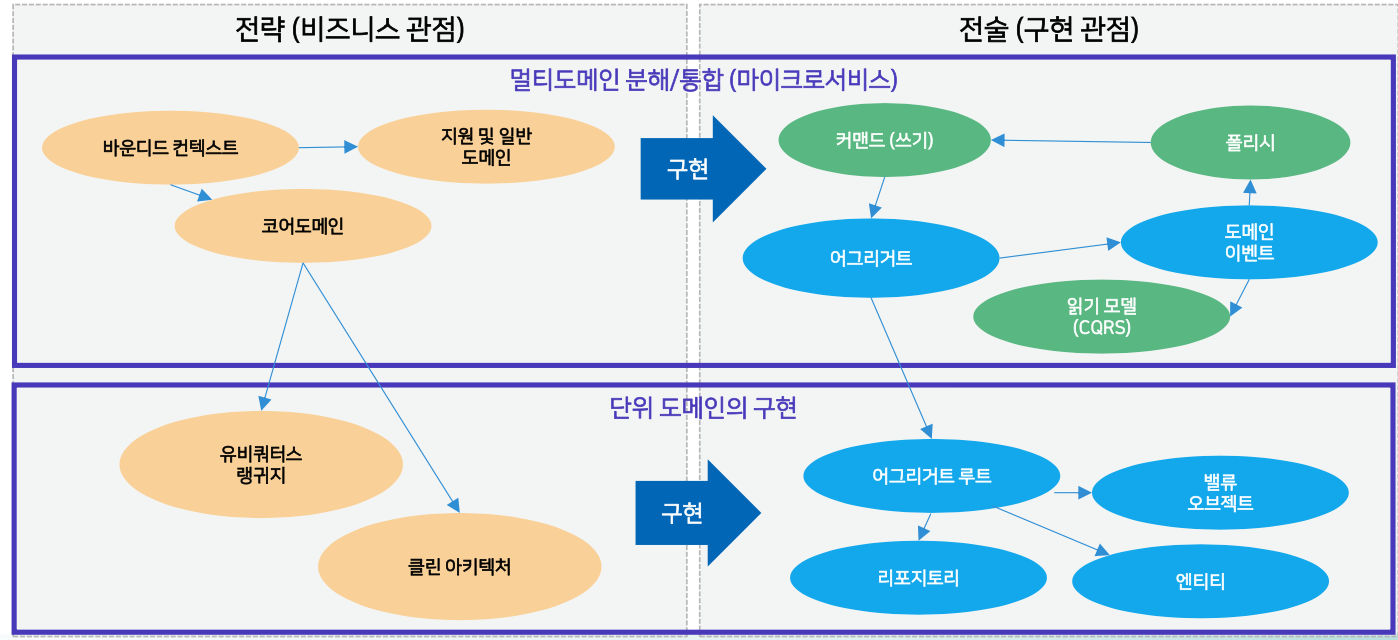 전략 (비즈니스 관점)
전술 (구현 관점)
멀티도메인 분해/통합 (마이크로서비스)
바운디드 컨텍스트
지원 및 일반
도메인
코어도메인
구현
커맨드 (쓰기)
폴리시
어그리거트
도메인
이벤트
읽기 모델
(CQRS)
단위 도메인의 구현
유비쿼터스
랭귀지
클린 아키텍처
구현
어그리거트 루트
밸류
오브젝트
리포지토리
엔티티